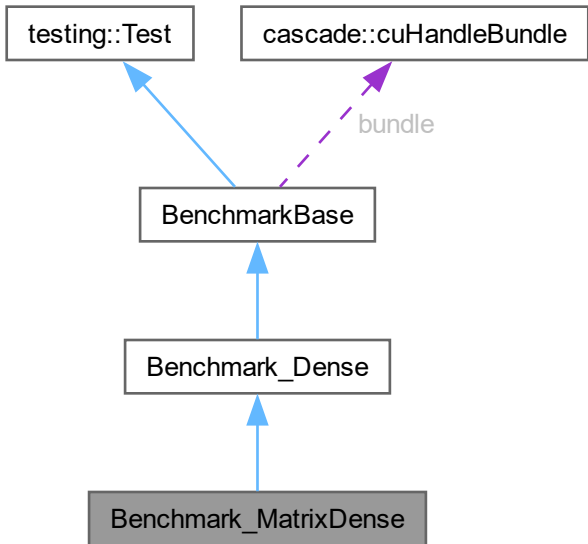 testing::Test
cascade::cuHandleBundle
bundle
BenchmarkBase
Benchmark_Dense
Benchmark_MatrixDense